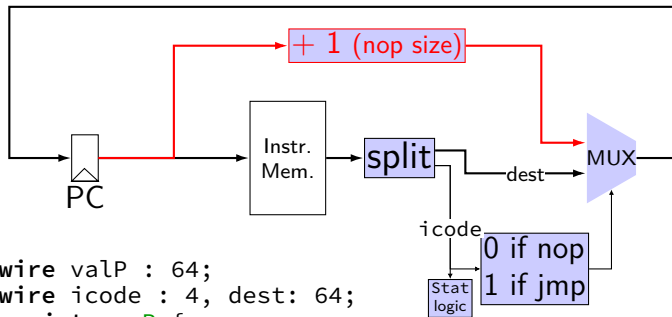 + 1 (nop size)
Instr.
Mem.
split
MUX
PC
dest
icode
0 if nop
1 if jmp
Stat
logic
wire valP : 64;
wire icode : 4, dest: 64;